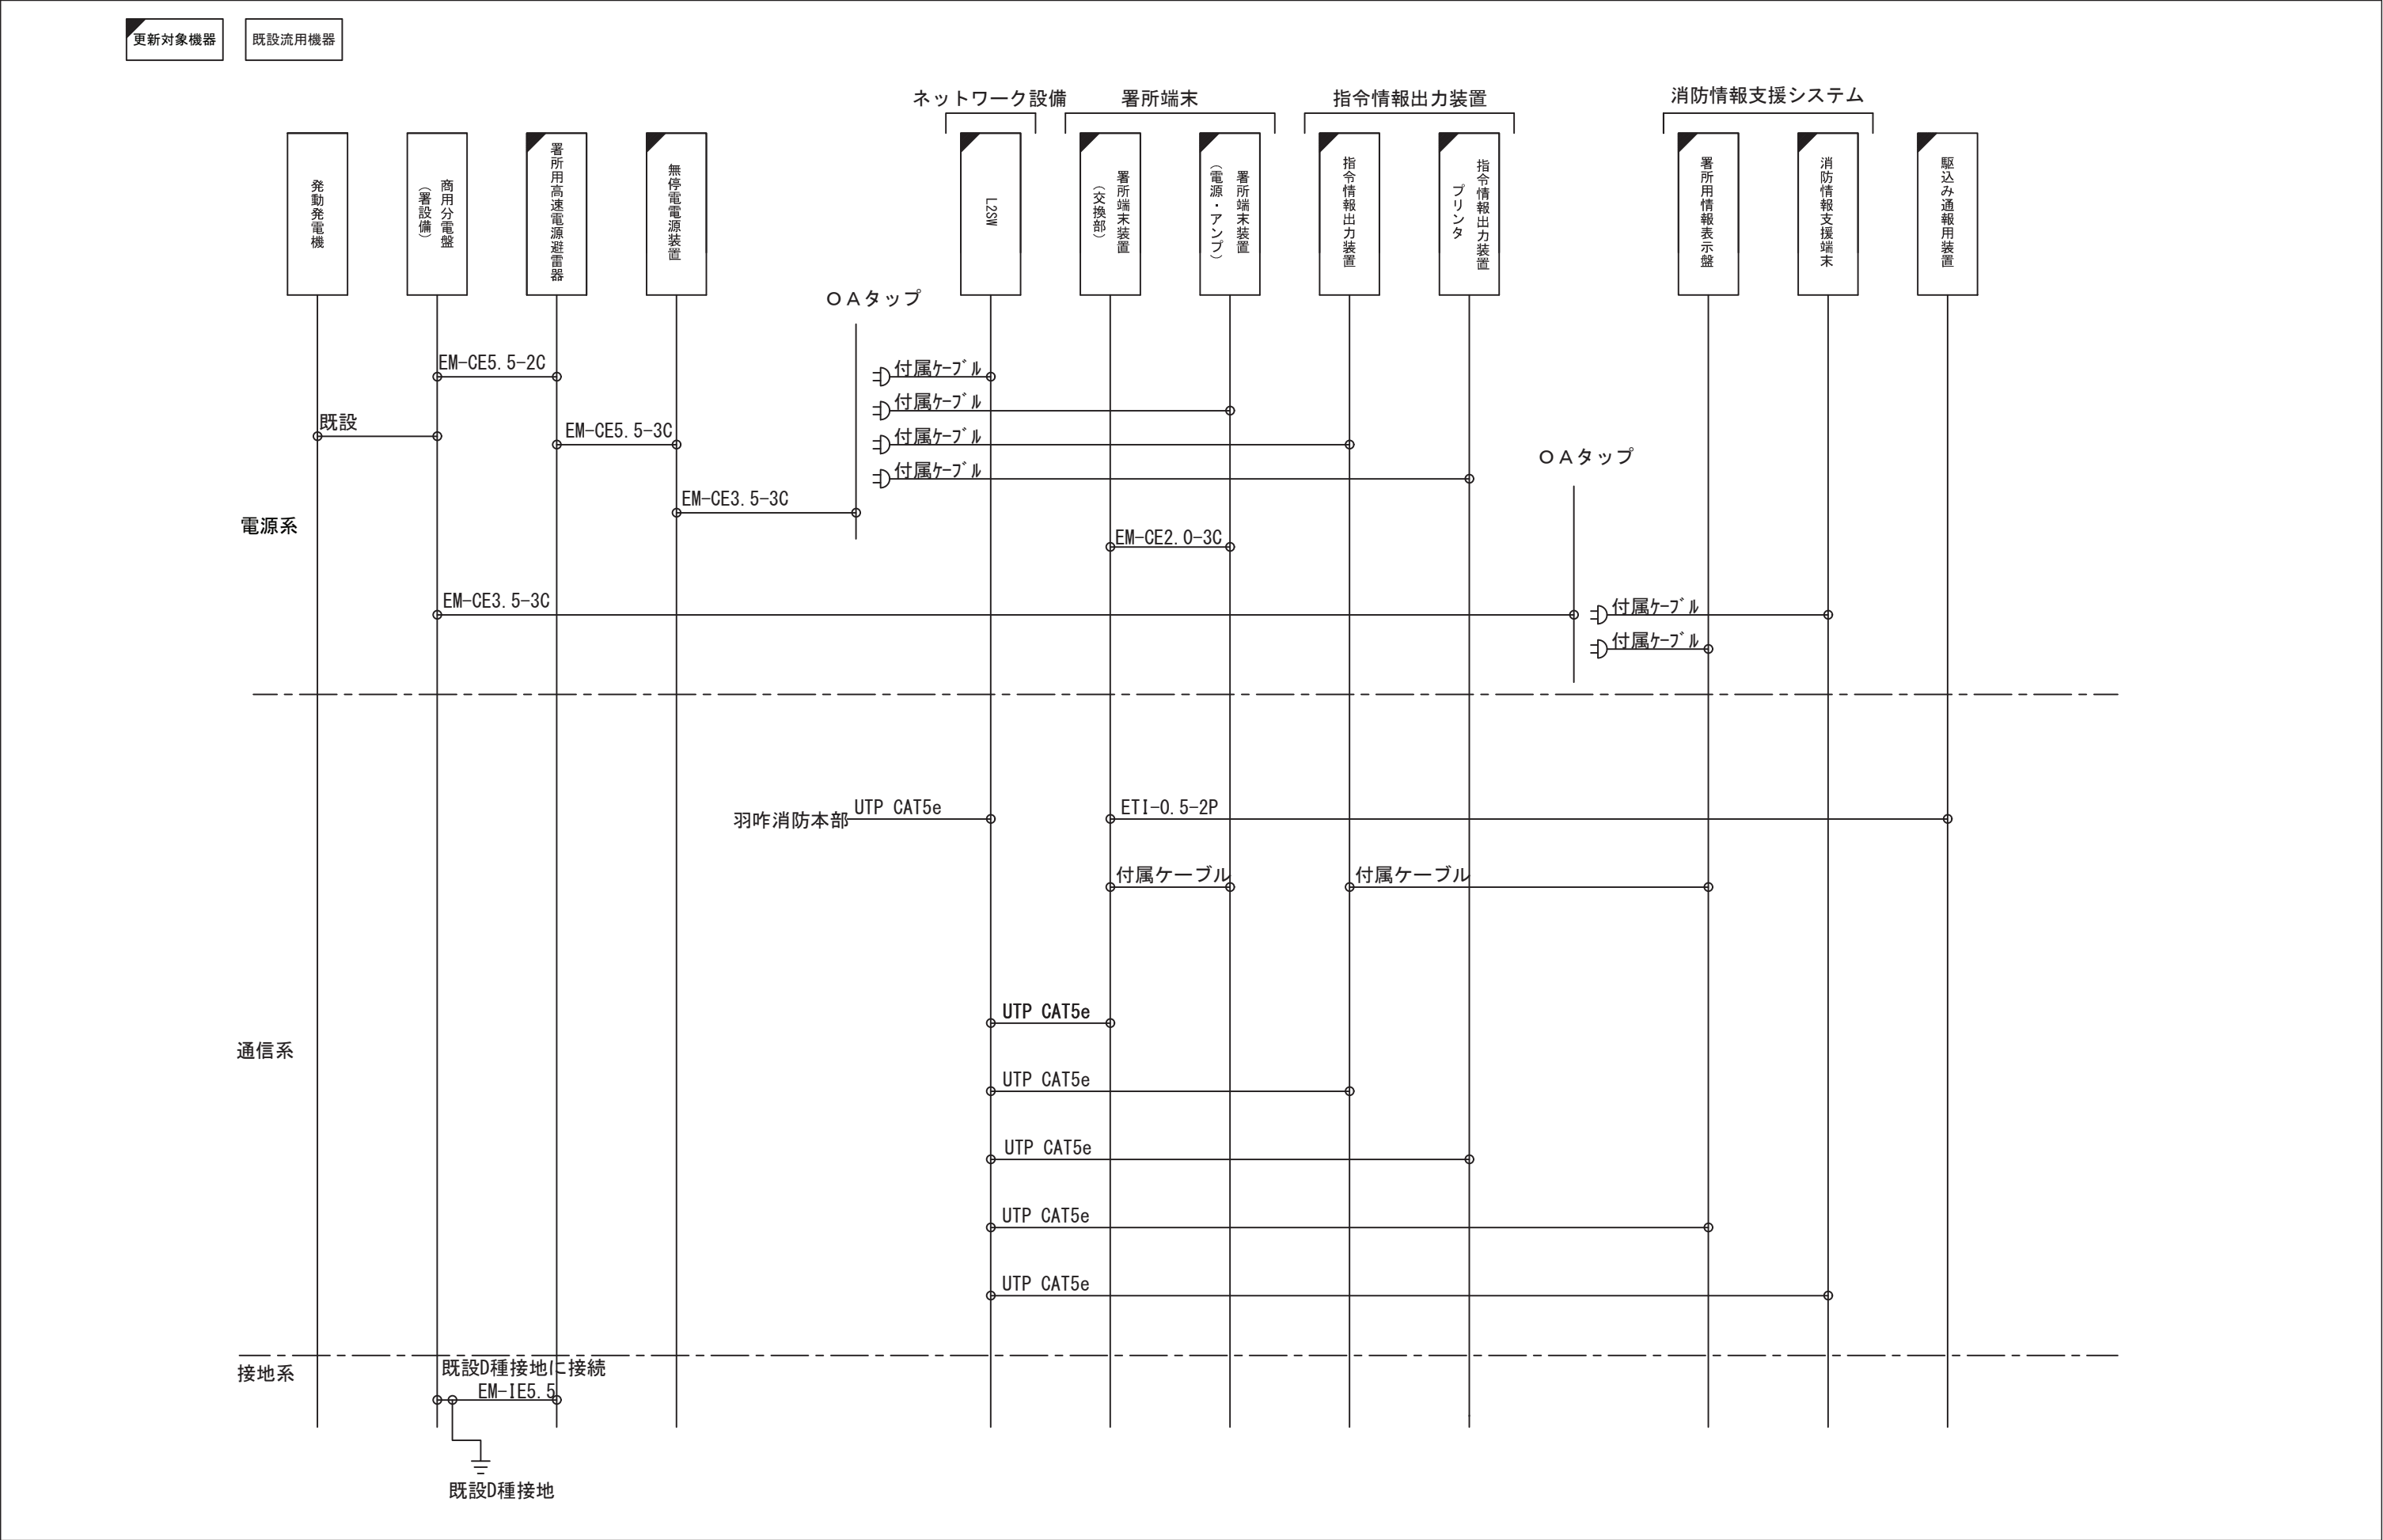 更新対象機器
既設流用機器
ネットワーク設備
署所端末
指令情報出力装置
消防情報支援システム
発動発電機
商用分電盤
（署設備）
署所用高速電源避雷器
無停電電源装置
L2SW
署所端末装置
（交換部）
署所端末装置
（電源・アンプ）
指令情報出力装置
指令情報出力装置
プリンタ
署所用情報表示盤
消防情報支援端末
駆込み通報用装置
ＯＡタップ
EM-CE5.5-2C
付属ｹｰﾌﾞﾙ
付属ｹｰﾌﾞﾙ
既設
EM-CE5.5-3C
付属ｹｰﾌﾞﾙ
ＯＡタップ
付属ｹｰﾌﾞﾙ
EM-CE3.5-3C
電源系
EM-CE2.0-3C
EM-CE3.5-3C
付属ｹｰﾌﾞﾙ
付属ｹｰﾌﾞﾙ
羽咋消防本部
UTP CAT5e
ETI-0.5-2P
付属ケーブル
付属ケーブル
UTP CAT5e
通信系
UTP CAT5e
UTP CAT5e
UTP CAT5e
UTP CAT5e
接地系
既設D種接地に接続
EM-IE5.5
既設D種接地